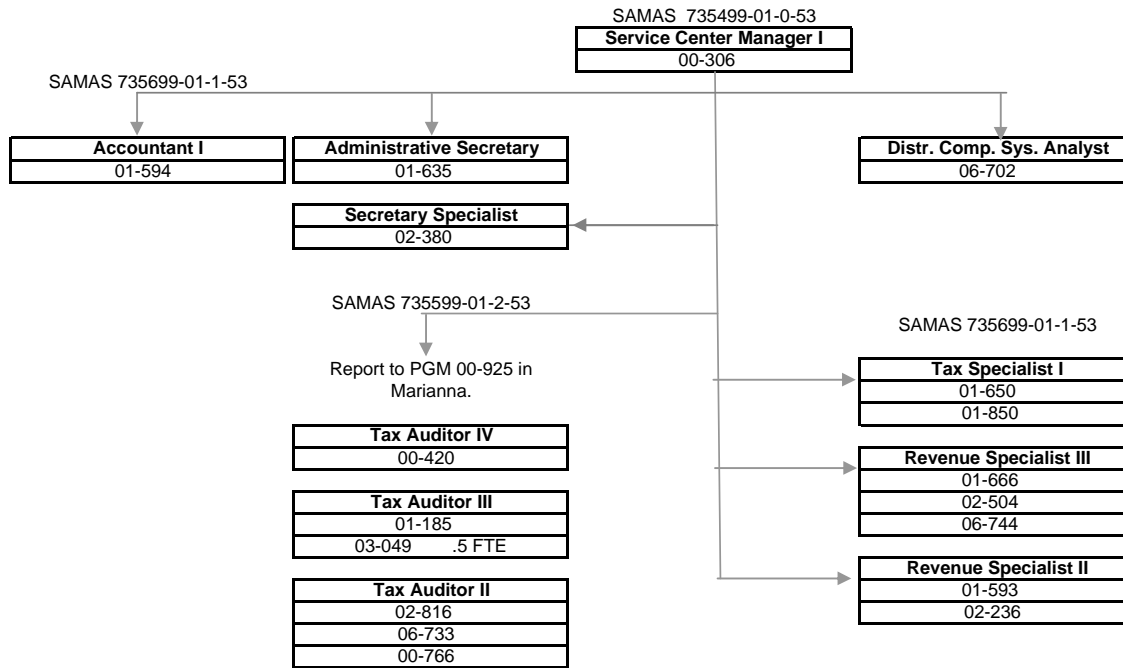 SAMAS 735499-01-0-53
Service Center Manager I
00-306
SAMAS 735699-01-1-53
Accountant I
01-594
Administrative Secretary
01-635
Distr. Comp. Sys. Analyst
06-702
Secretary Specialist
02-380
SAMAS 735599-01-2-53
Report to PGM 00-925 in
Marianna.
Tax Auditor IV
00-420
Tax Auditor III
01-185
03-049 .5 FTE
Tax Auditor II
02-816
06-733
00-766
SAMAS 735699-01-1-53
Tax Specialist I
01-650
01-850
Revenue Specialist III
01-666
02-504
06-744
Revenue Specialist II
01-593
02-236